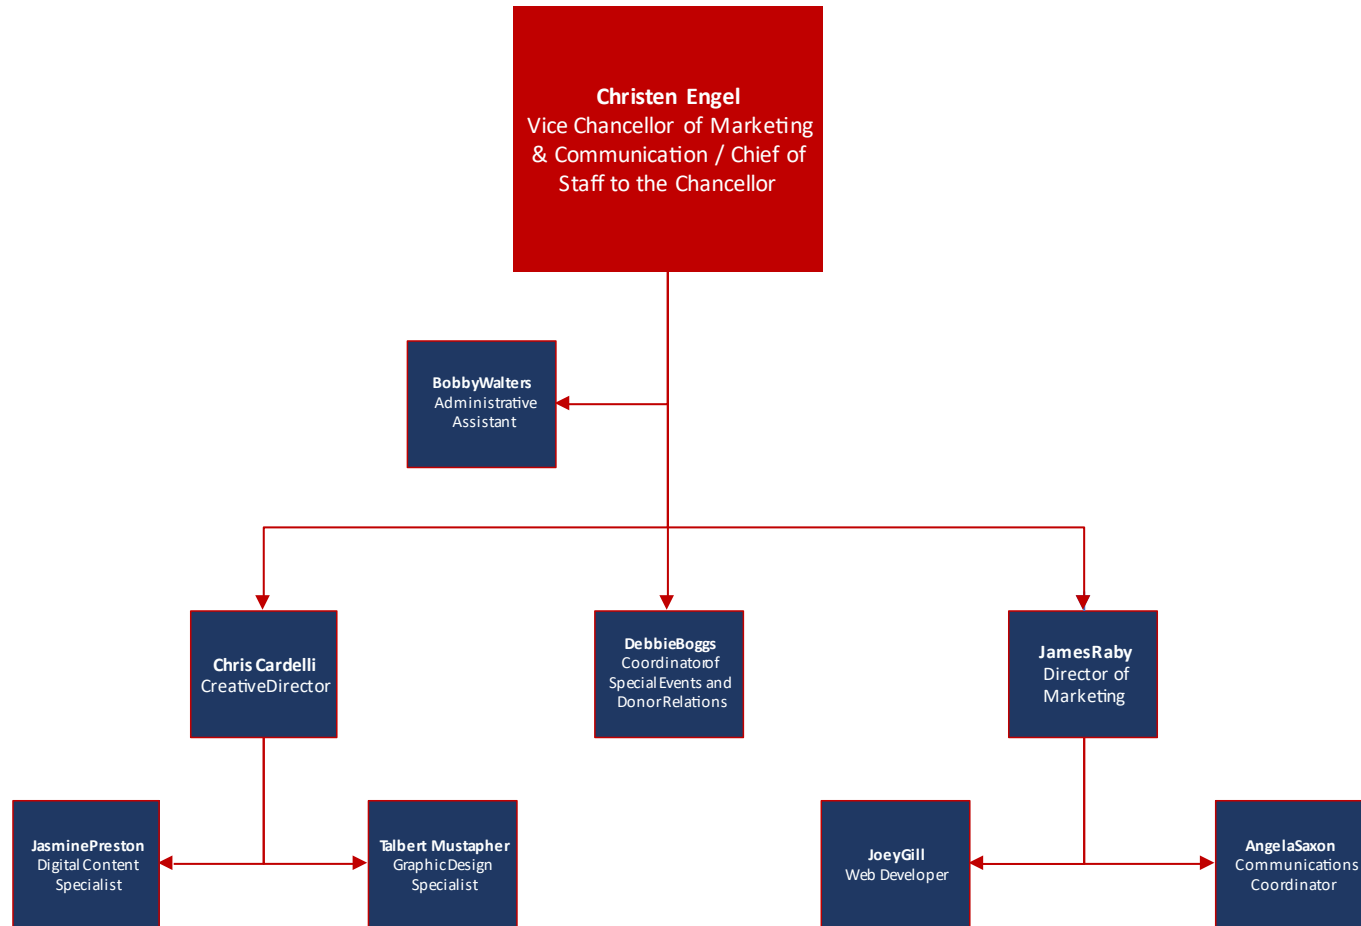 Christen Engel
Vice Chancellor of Marketing
& Communication / Chief of
Staff to the Chancellor
BobbyWalters
Administrative
Assistant
Chris Cardelli
CreativeDirector
DebbieBoggs
Coordinatorof
SpecialEvents and
DonorRelations
JamesRaby
Director of
Marketing
JasminePreston
Digital Content
Specialist
Talbert Mustapher
GraphicDesign
Specialist
JoeyGill
Web Developer
AngelaSaxon
Communications
Coordinator